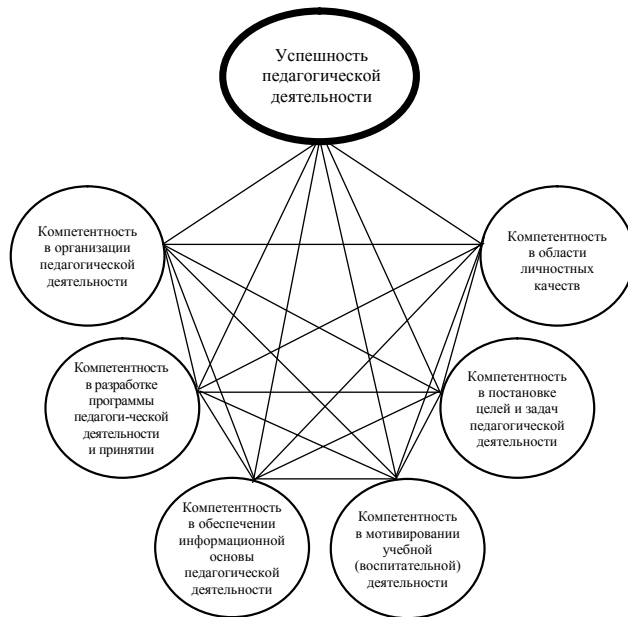 Успешность
педагогической
деятельности
Компетентность
в организации
педагогической
деятельности
Компетентность
в области
личностных
качеств
Компетентность
в разработке
программы
педагоги-ческой
деятельности
и принятии
Компетентность
в постановке
целей и задач
педагогической
деятельности
Компетентность
в обеспечении
информационной
основы
педагогической
деятельности
Компетентность
в мотивировании
учебной
(воспитательной)
деятельности